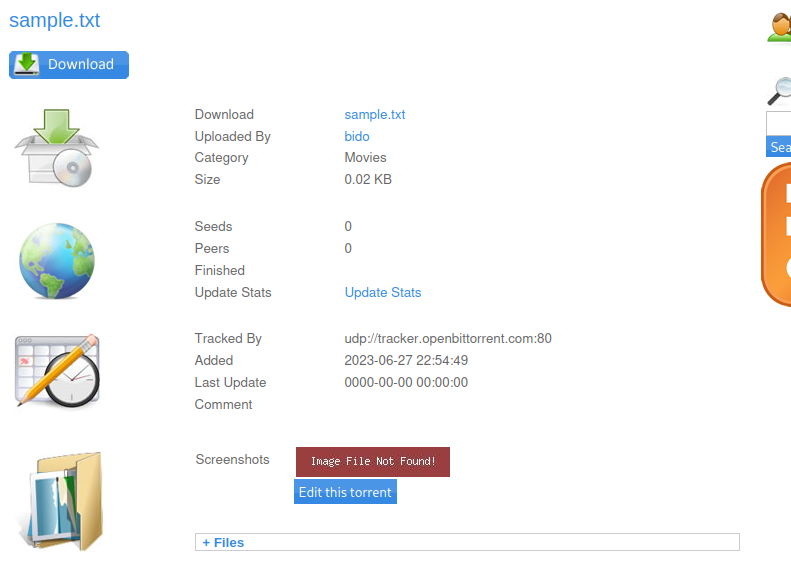 sample.txt
Download
Download sample.txt
Uploaded By bido
Category Movies
Size 0.02 KB
Seeds 0
Peers 0
Finished
Update Stats Update Stats
Tracked By udp://tracker.openbittorrent.com:80
Added 2023-06-27 22:54:49
Last Update 0000-00-00 00:00:00
Comment
Screenshots Image File Not Found!
Edit this torrent
+ Files